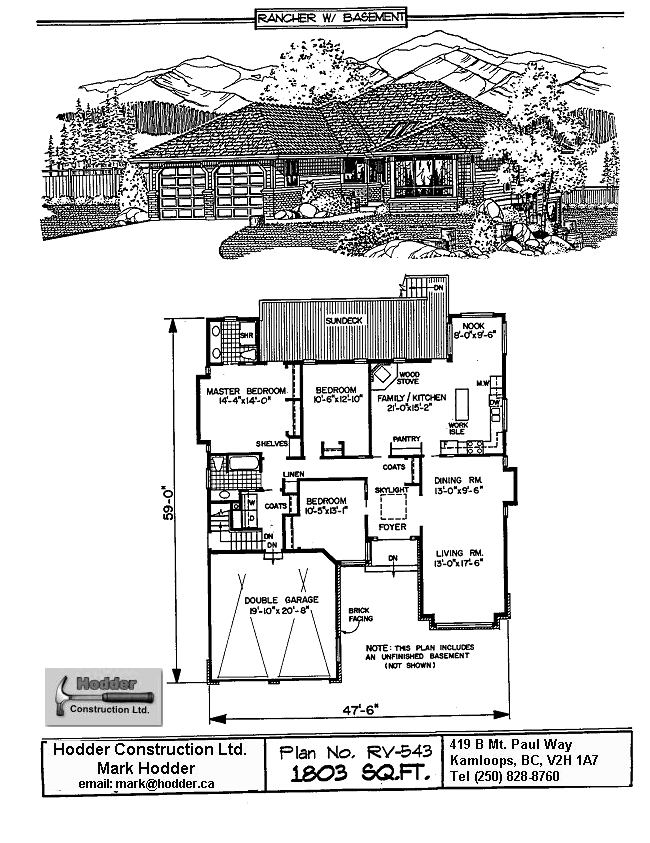 RANCHER W/ BASEMENT
DN
SUNDECK
NOOK
8'-0"x9'-6"
SHR
WOOD
STOVE
M.W
MASTER BEDROOM
14'-4"x14'-0"
BEDROOM
10'-6"x12'-10"
FAMILY/KITCHEN
21'-0"x15'-2"
DW
WORK
ISLE
SHELVES
PANTRY
LINEN
COATS
DINING RM.
13'-0"x9'-6"
SKYLIGHT
W
D
COATS
BEDROOM
10'-5"x13'-1"
FOYER
59'-0"
DN
DN
DN
LIVING RM.
13'-0"x17'-6"
DOUBLE GARAGE
19'-10"x20'-8"
BRICK
FACING
NOTE: THIS PLAN INCLUDES
AN UNFINISHED BASEMENT
(NOT SHOWN)
Hodder
Construction Ltd.
47'-6"
Hodder Construction Ltd.
Mark Hodder
email: mark@hodder.ca
Plan No. RV-543
1803 SQ.FT.
419 B Mt. Paul Way
Kamloops, BC, V2H 1A7
Tel (250) 828-8760